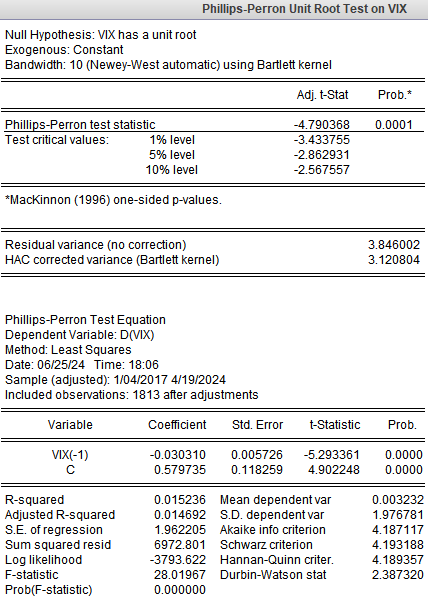 Phillips-Perron Unit Root Test on VIX
Null Hypothesis: VIX has a unit root
Exogenous: Constant
Bandwidth: 10 (Newey-West automatic) using Bartlett kernel
Adj. t-Stat Prob.*
Phillips-Perron test statistic -4.790368 0.0001
Test critical values: 1% level -3.433755
5% level -2.862931
10% level -2.567557
*MacKinnon (1996) one-sided p-values.
Residual variance (no correction) 3.846002
HAC corrected variance (Bartlett kernel) 3.120804
Phillips-Perron Test Equation
Dependent Variable: D(VIX)
Method: Least Squares
Date: 06/25/24 Time: 18:06
Sample (adjusted): 1/04/2017 4/19/2024
Included observations: 1813 after adjustments
Variable Coefficient Std. Error t-Statistic Prob.
VIX(-1) -0.030310 0.005726 -5.293361 0.0000
C 0.579735 0.118259 4.902248 0.0000
R-squared 0.015236 Mean dependent var 0.003232
Adjusted R-squared 0.014692 S.D. dependent var 1.976781
S.E. of regression 1.962205 Akaike info criterion 4.187117
Sum squared resid 6972.801 Schwarz criterion 4.193188
Log likelihood -3793.622 Hannan-Quinn criter. 4.189357
F-statistic 28.01967 Durbin-Watson stat 2.387320
Prob(F-statistic) 0.000000